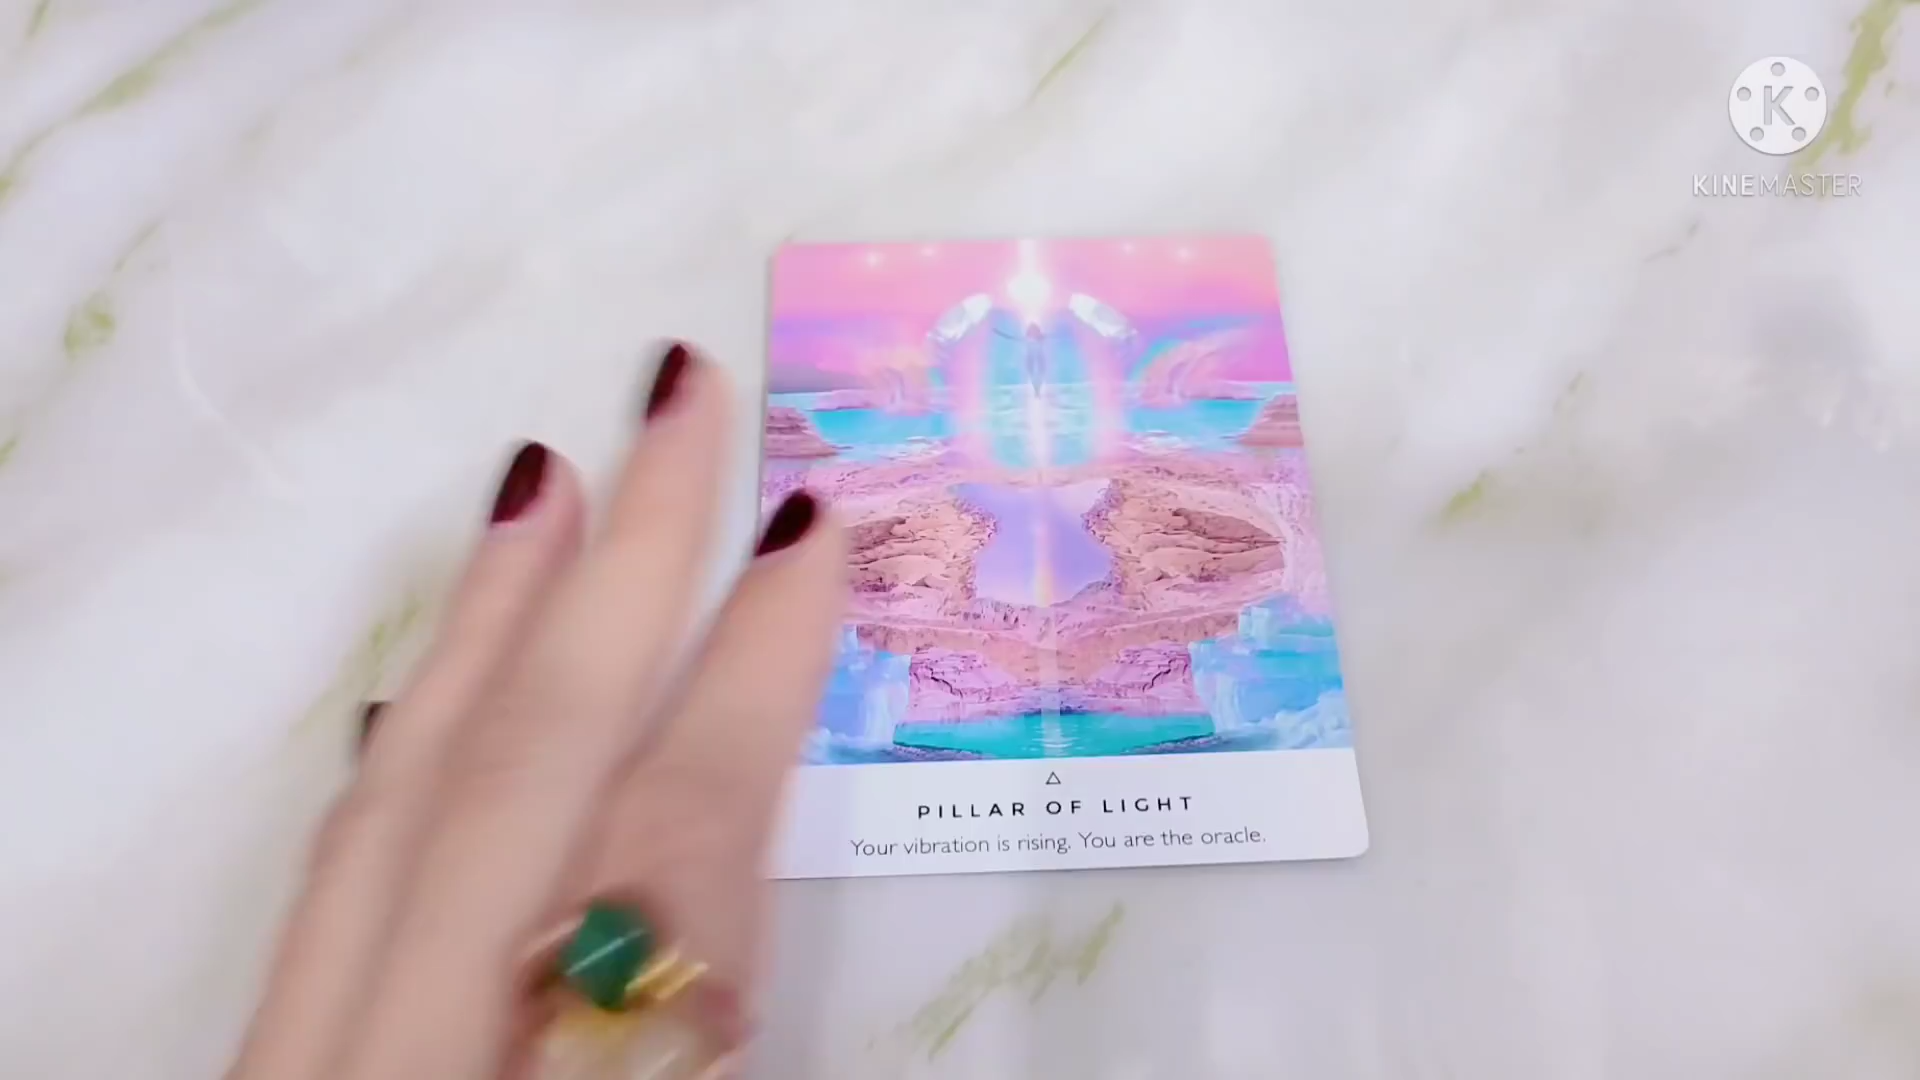 K
KINEMASTER
PILLAR OF LIGHT
Your vibration is rising. You are the oracle.